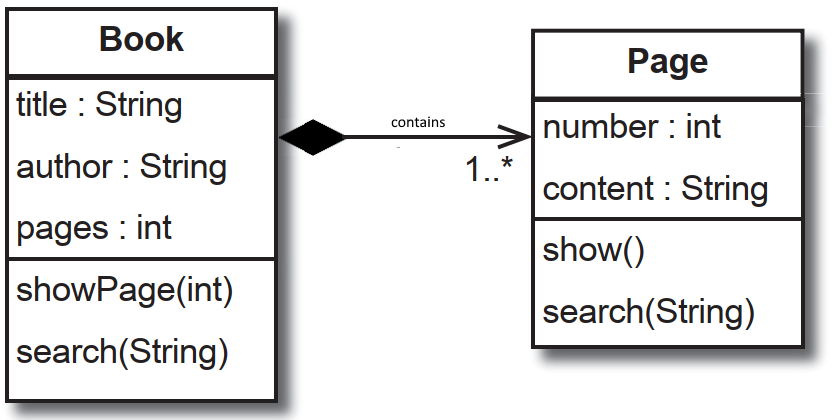 Book
title : String
author : String
pages : int
showPage(int)
search(String)
contains
1..*
Page
number : int
content : String
show()
search(String)